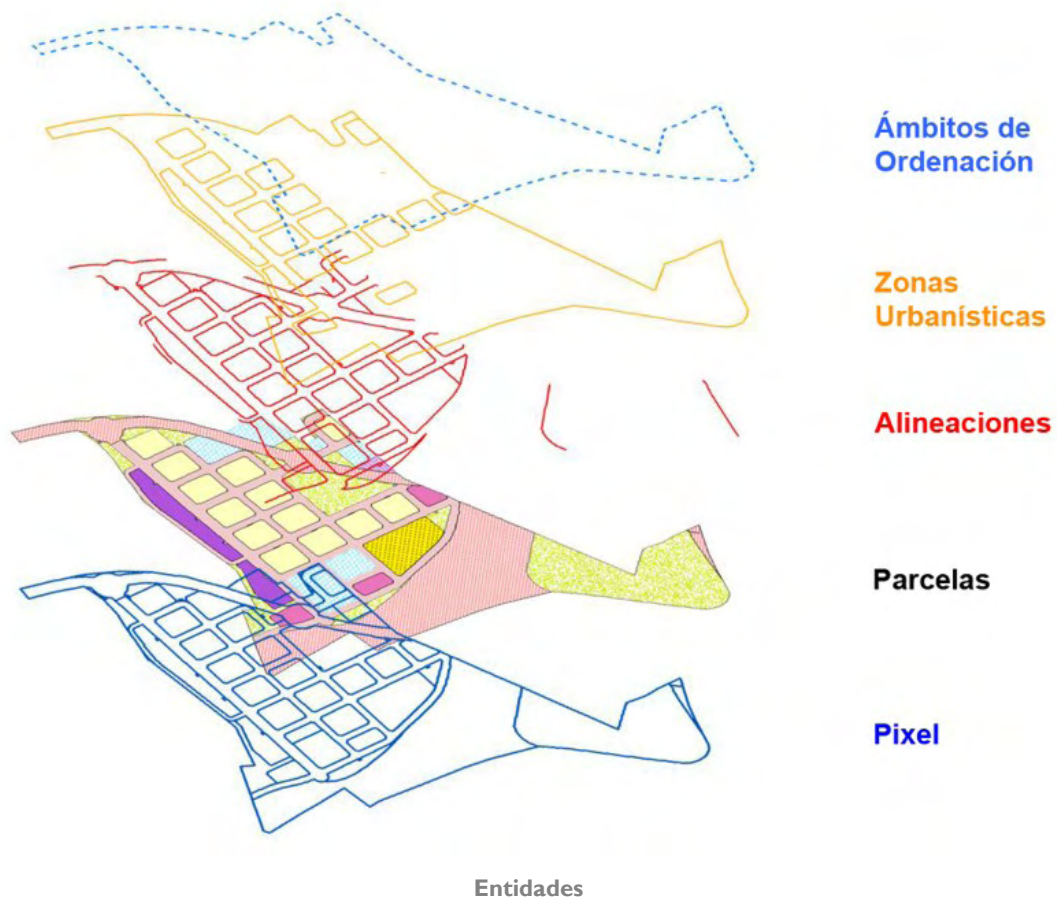 Ámbitos de
Ordenación
Zonas
Urbanísticas
Alineaciones
Parcelas
Pixel
Entidades